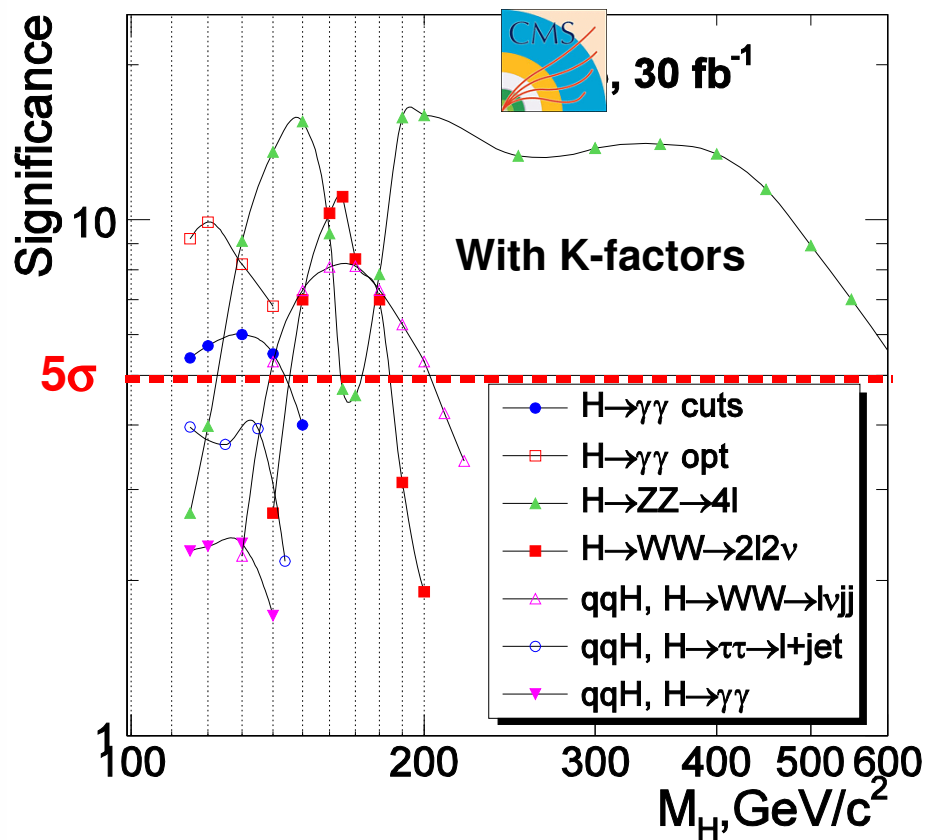 CMS
, 30 fb⁻¹
Significance
10
With K-factors
5σ
H→γγ cuts
H→γγ opt
H→ZZ→4l
H→WW→2l2ν
qqH, H→WW→lνjj
qqH, H→ττ→l+jet
qqH, H→γγ
1
100 200 300 400 500 600
M_H,GeV/c²